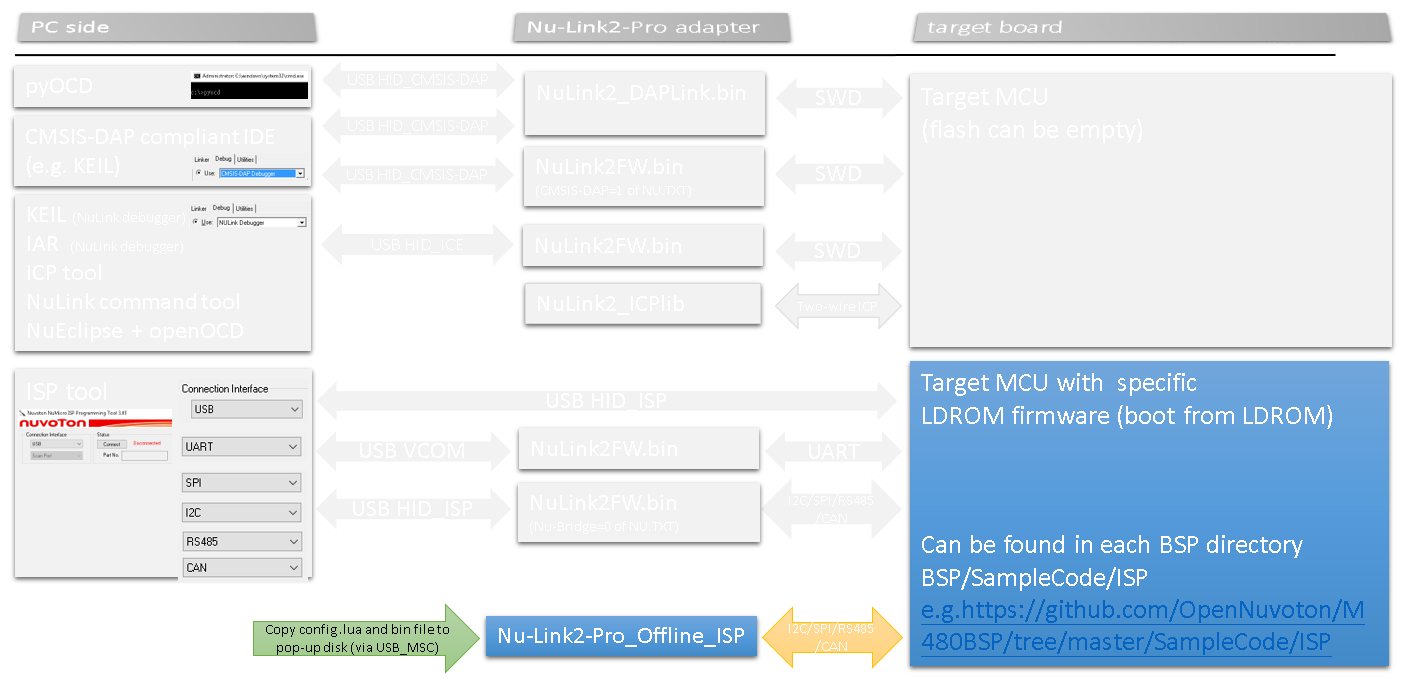 PC side
Nu-Link2-Pro adapter
target board
pyOCD
Administrator: C:\windows\system32\cmd.exe
c:\>pyocd
USB HID_CMSIS-DAP
USB HID_CMSIS-DAP
NuLink2_DAPLink.bin
SWD
Target MCU
(flash can be empty)
CMSIS-DAP compliant IDE
(e.g. KEIL)
Linker Debug Utilities
Use: CMSIS-DAP Debugger
USB HID_CMSIS-DAP
NuLink2FW.bin
(CMSIS-DAP=1 of NU.TXT)
SWD
KEIL (NuLink debugger)
IAR (NuLink debugger)
ICP tool
NuLink command tool
NuEclipse + openOCD
Linker Debug Utilities
Use: NULink Debugger
USB HID_ICE
NuLink2FW.bin
SWD
NuLink2_ICPlib
Two-wire ICP
ISP tool
Nuvoton NuMicro ISP Programming Tool 3.01
nuvoTon
Connection Interface
USB
Scan Port
Status
Connect
Disconnected
Part No.
Connection Interface
USB
UART
SPI
I2C
RS485
CAN
USB HID_ISP
USB VCOM
NuLink2FW.bin
UART
USB HID_ISP
NuLink2FW.bin
(Nu-Bridge=0 of NU.TXT)
I2C/SPI/RS485
/CAN
Target MCU with specific
LDROM firmware (boot from LDROM)
Can be found in each BSP directory
BSP/SampleCode/ISP
e.g.https://github.com/OpenNuvoton/M
480BSP/tree/master/SampleCode/ISP
Copy config.lua and bin file to
pop-up disk (via USB_MSC)
Nu-Link2-Pro_Offline_ISP
I2C/SPI/RS485
/CAN